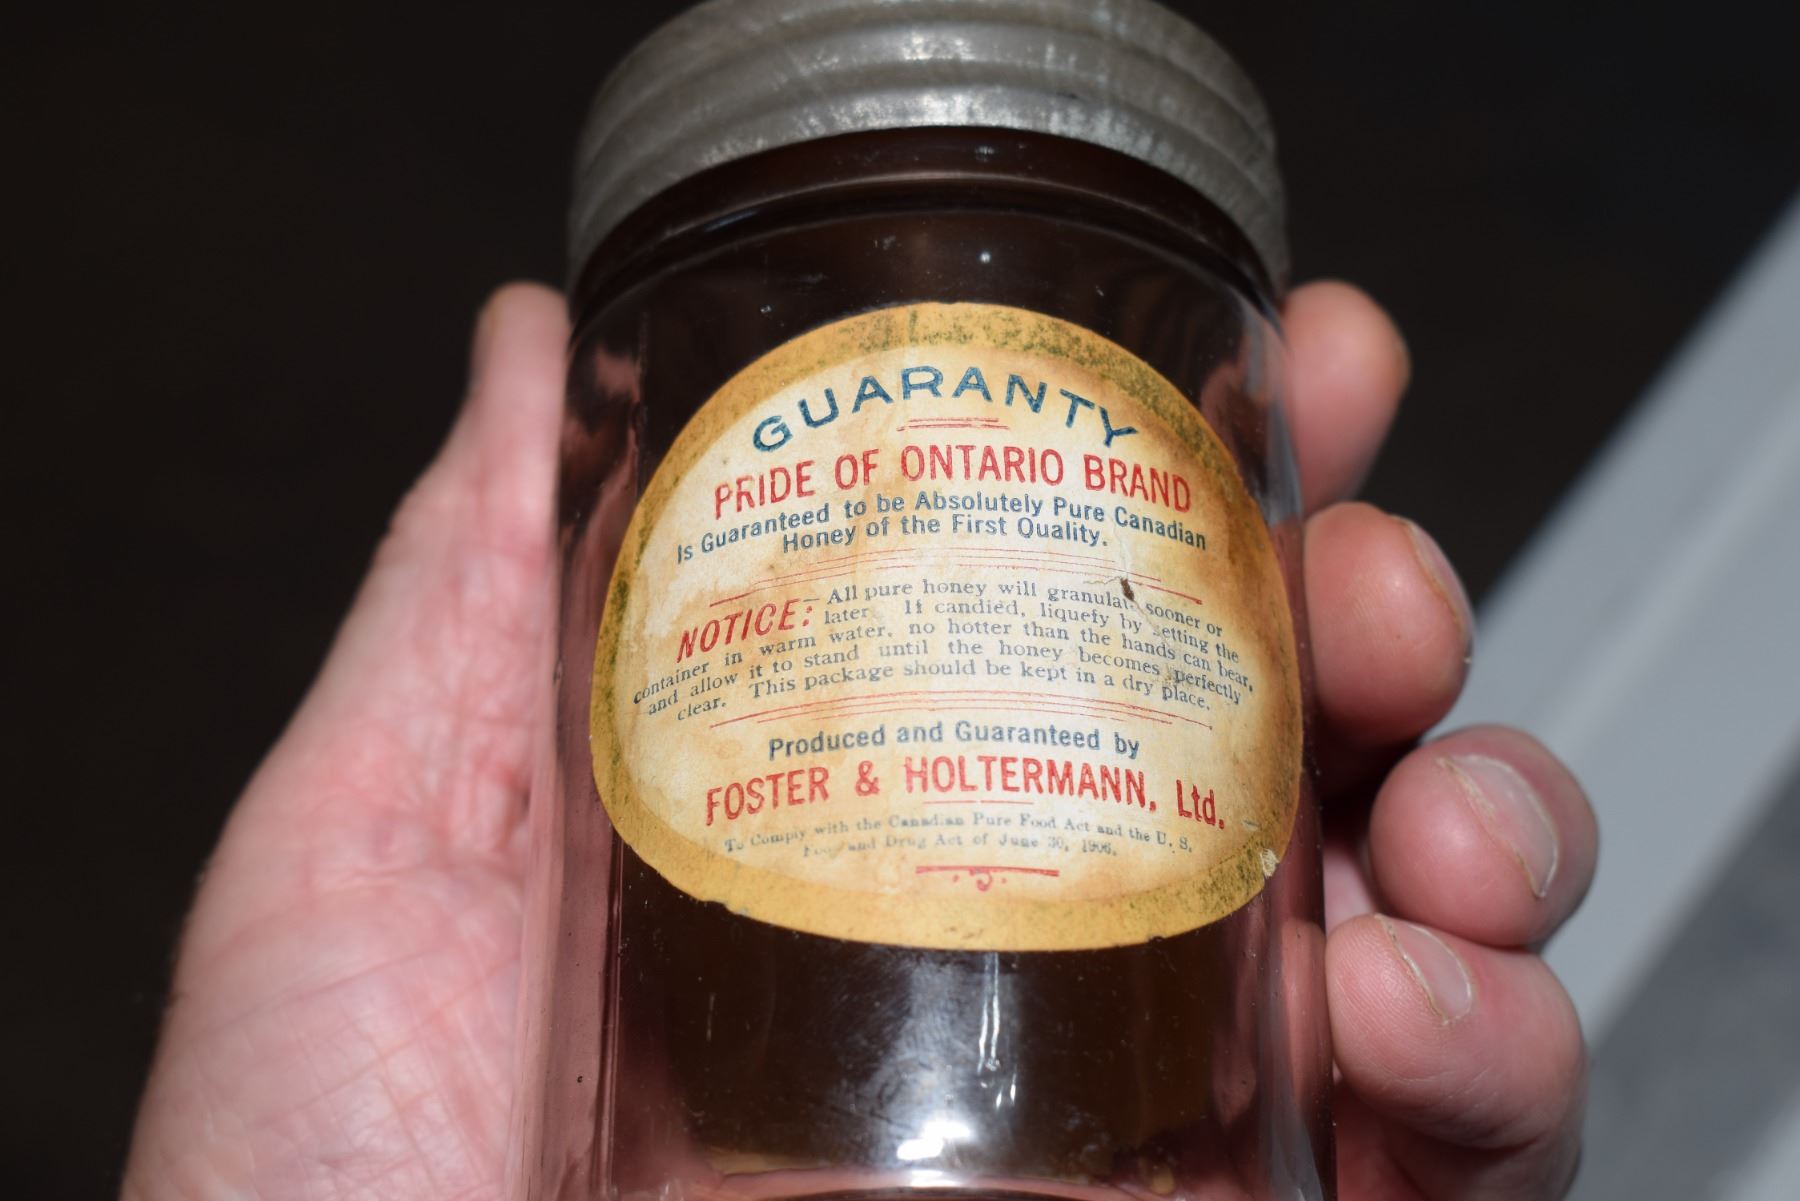 GUARANTY
PRIDE OF ONTARIO BRAND
Is Guaranteed to be Absolutely Pure Canadian
Honey of the First Quality.
NOTICE:— All pure honey will granulat sooner or
later. If candied, liquefy by setting the
container in warm water, no hotter than the hands can bear,
and allow it to stand until the honey becomes perfectly
clear. This package should be kept in a dry place.
Produced and Guaranteed by
FOSTER & HOLTERMANN, Ltd.
To Comply with the Canadian Pure Food Act and the U. S.
Food and Drug Act of June 30, 1906.